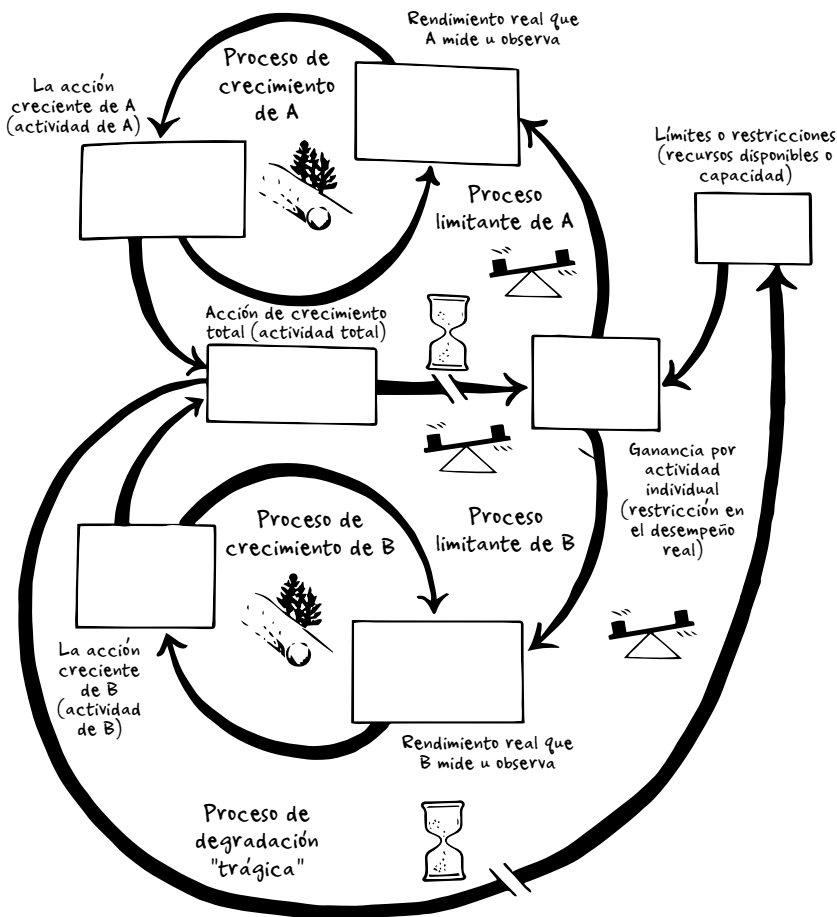 Rendimiento real que
A mide u observa
Proceso de
crecimiento
de A
La acción
creciente de A
(actividad de A)
Límites o restricciones
(recursos disponibles o
capacidad)
Proceso
limitante de A
Acción de crecimiento
total (actividad total)
Ganancia por
actividad
individual
(restricción en
el desempeño
real)
Proceso de
crecimiento de B
Proceso
limitante de B
La acción
creciente
de B
(actividad
de B)
Rendimiento real que
B mide u observa
Proceso de
degradación
"trágica"